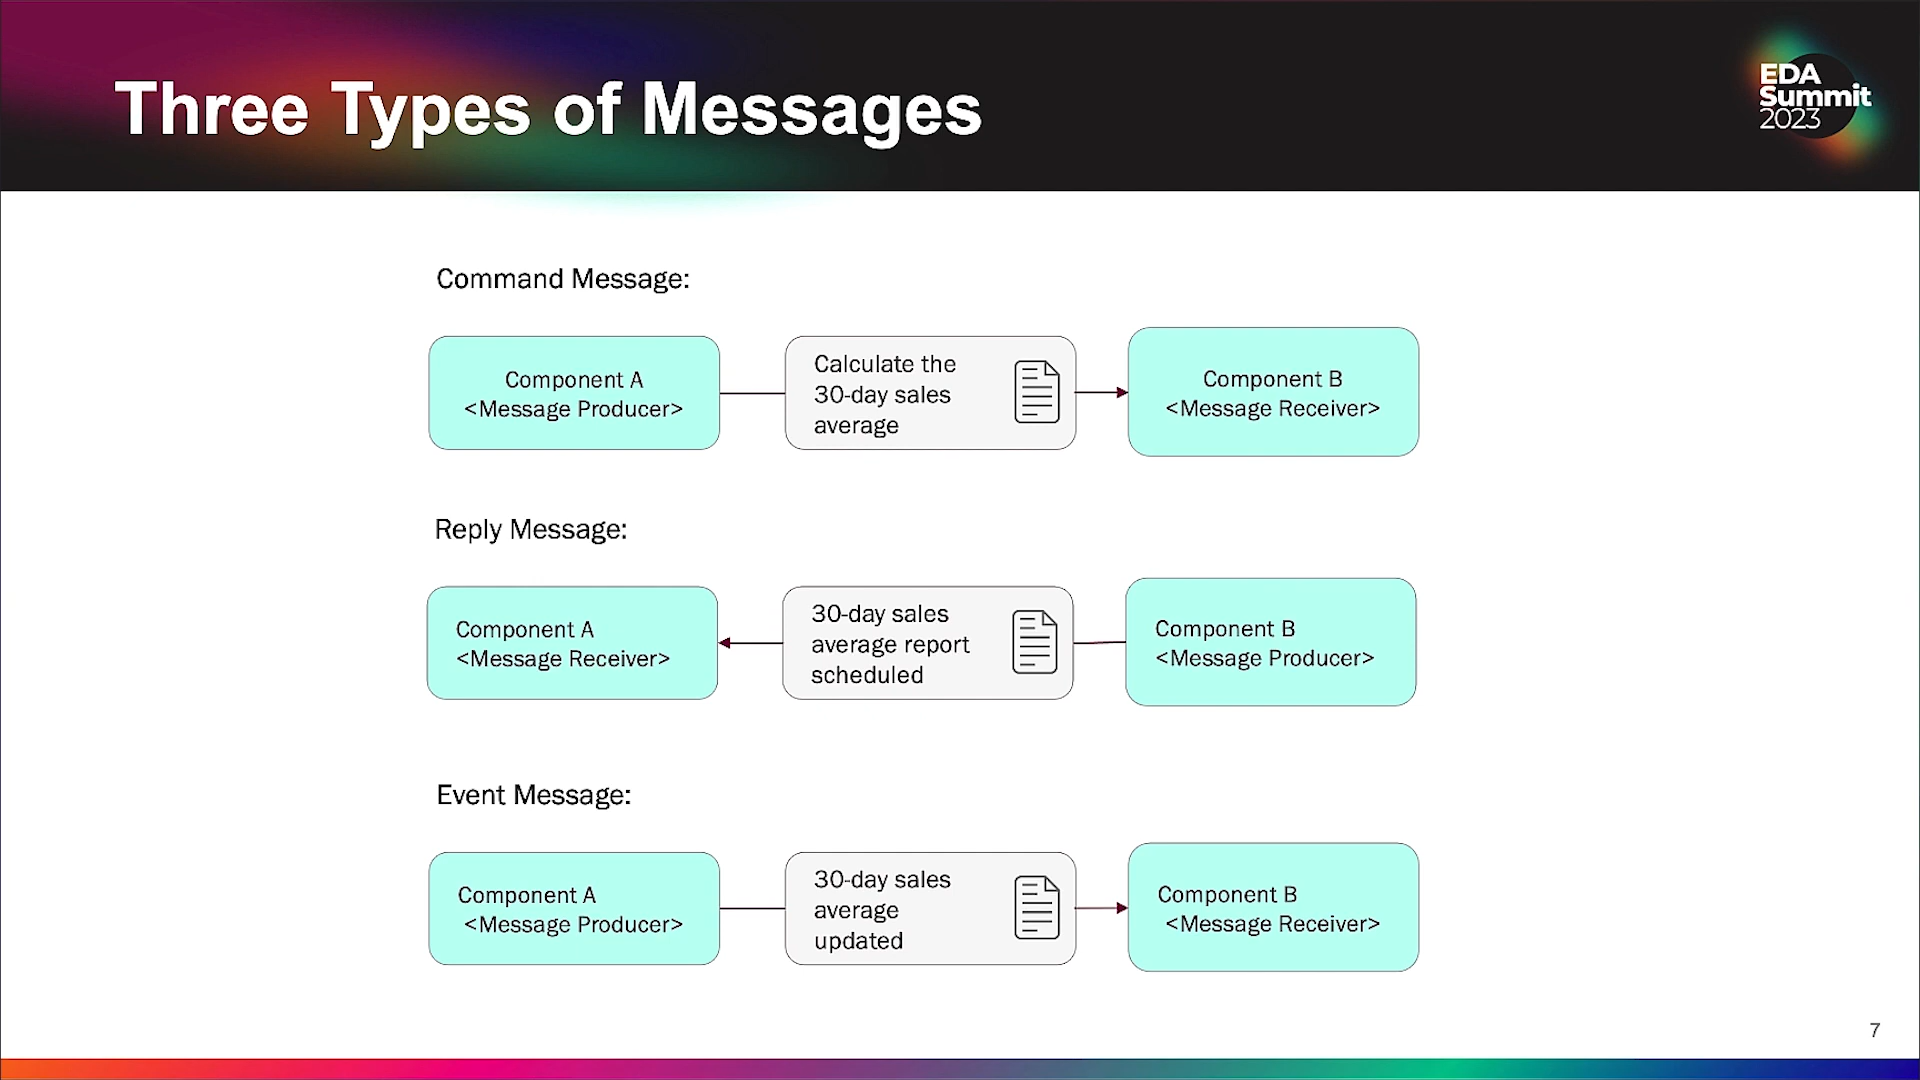 Three Types of Messages
EDA
Summit
2023
Command Message:
Component A
<Message Producer>
Calculate the
30-day sales
average
Component B
<Message Receiver>
Reply Message:
Component A
<Message Receiver>
30-day sales
average report
scheduled
Component B
<Message Producer>
Event Message:
Component A
<Message Producer>
30-day sales
average
updated
Component B
<Message Receiver>
7